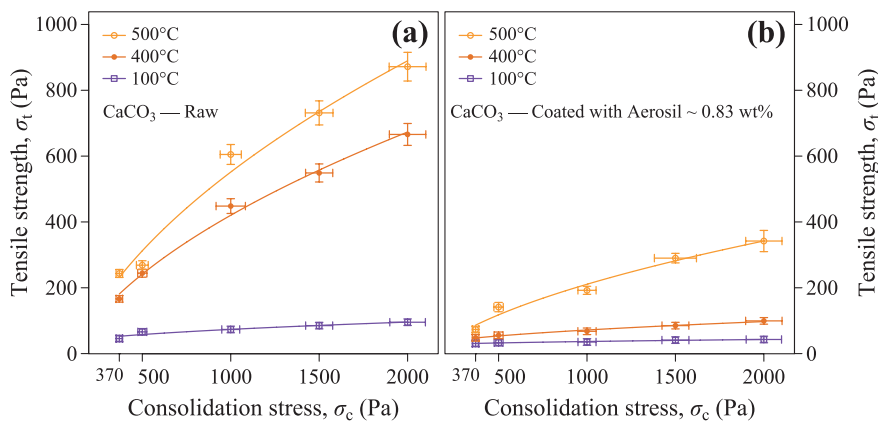 1000
800
600
400
200
0
Tensile strength, σt (Pa)
(a)
500°C
400°C
100°C
CaCO3 — Raw
370
500
1000
1500
2000
Consolidation stress, σc (Pa)
(b)
500°C
400°C
100°C
CaCO3 — Coated with Aerosil ~ 0.83 wt%
370
500
1000
1500
2000
Consolidation stress, σc (Pa)
1000
800
600
400
200
0
Tensile strength, σt (Pa)